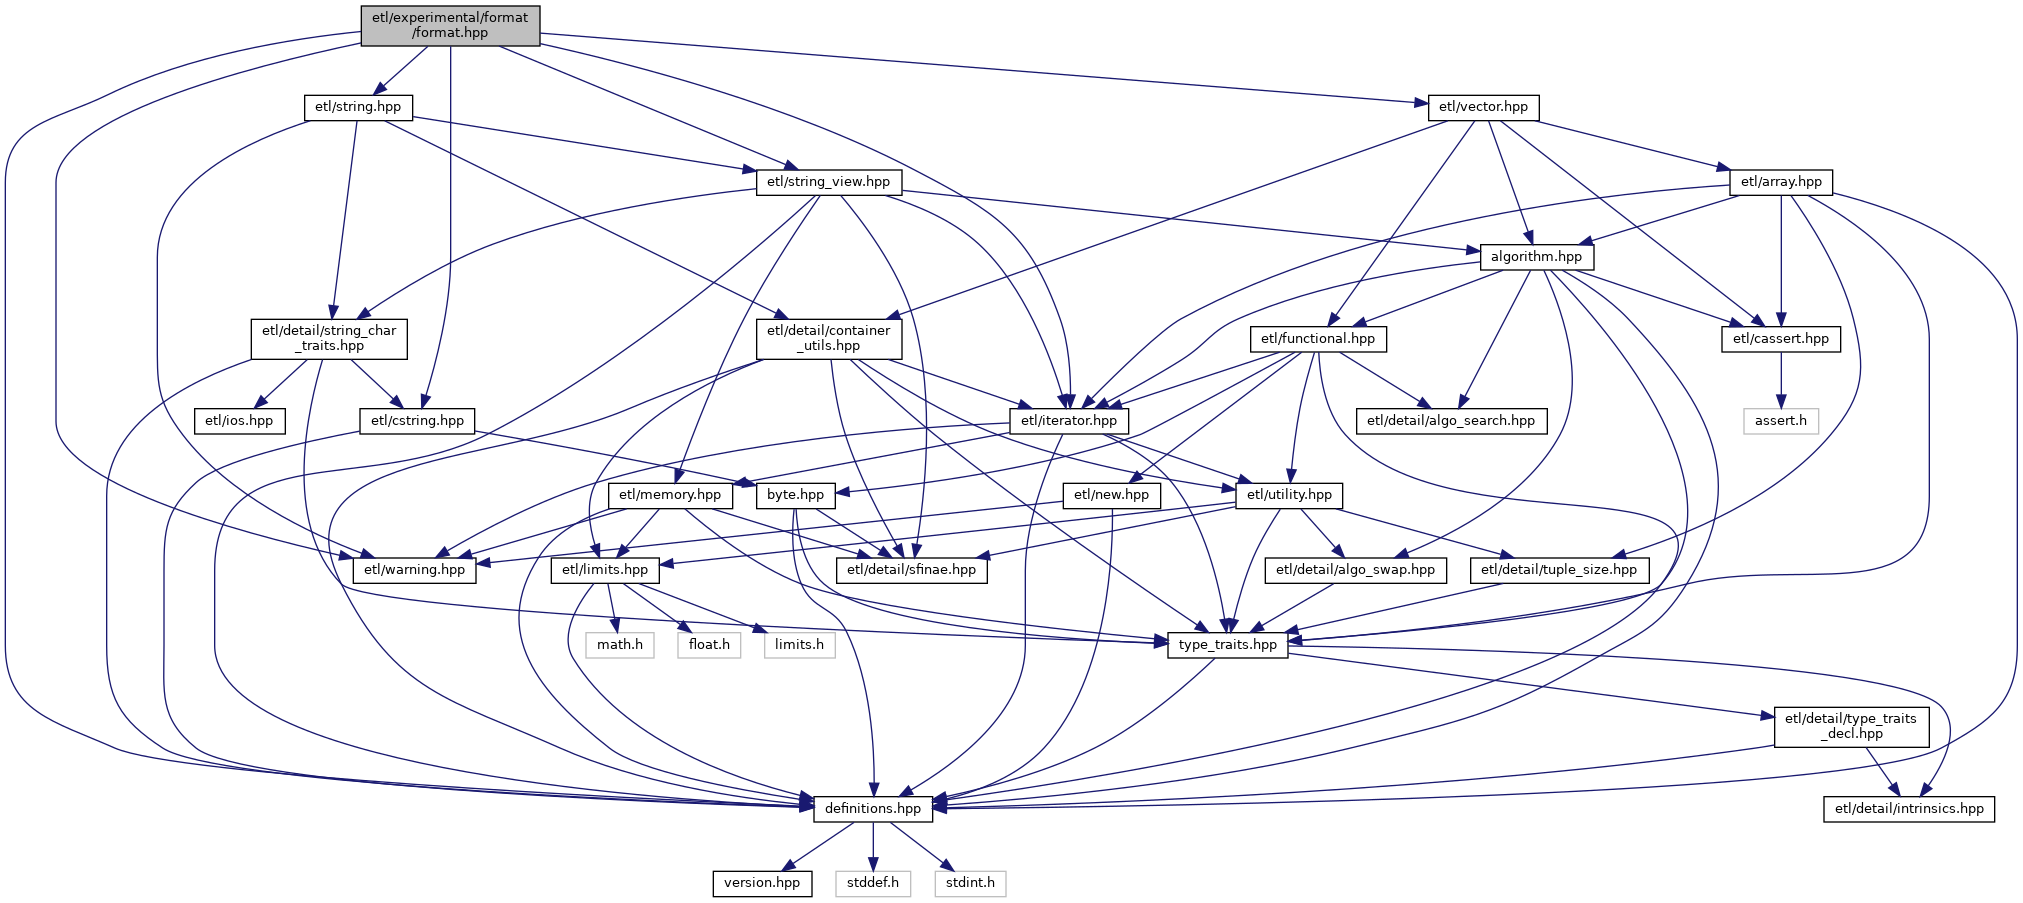 etl/experimental/format
/format.hpp
etl/string.hpp
etl/vector.hpp
etl/string_view.hpp
etl/array.hpp
algorithm.hpp
etl/detail/string_char
_traits.hpp
etl/detail/container
_utils.hpp
etl/functional.hpp
etl/cassert.hpp
etl/ios.hpp
etl/cstring.hpp
etl/iterator.hpp
etl/detail/algo_search.hpp
assert.h
etl/memory.hpp
byte.hpp
etl/new.hpp
etl/utility.hpp
etl/warning.hpp
etl/limits.hpp
etl/detail/sfinae.hpp
etl/detail/algo_swap.hpp
etl/detail/tuple_size.hpp
math.h
float.h
limits.h
type_traits.hpp
etl/detail/type_traits
_decl.hpp
definitions.hpp
etl/detail/intrinsics.hpp
version.hpp
stddef.h
stdint.h